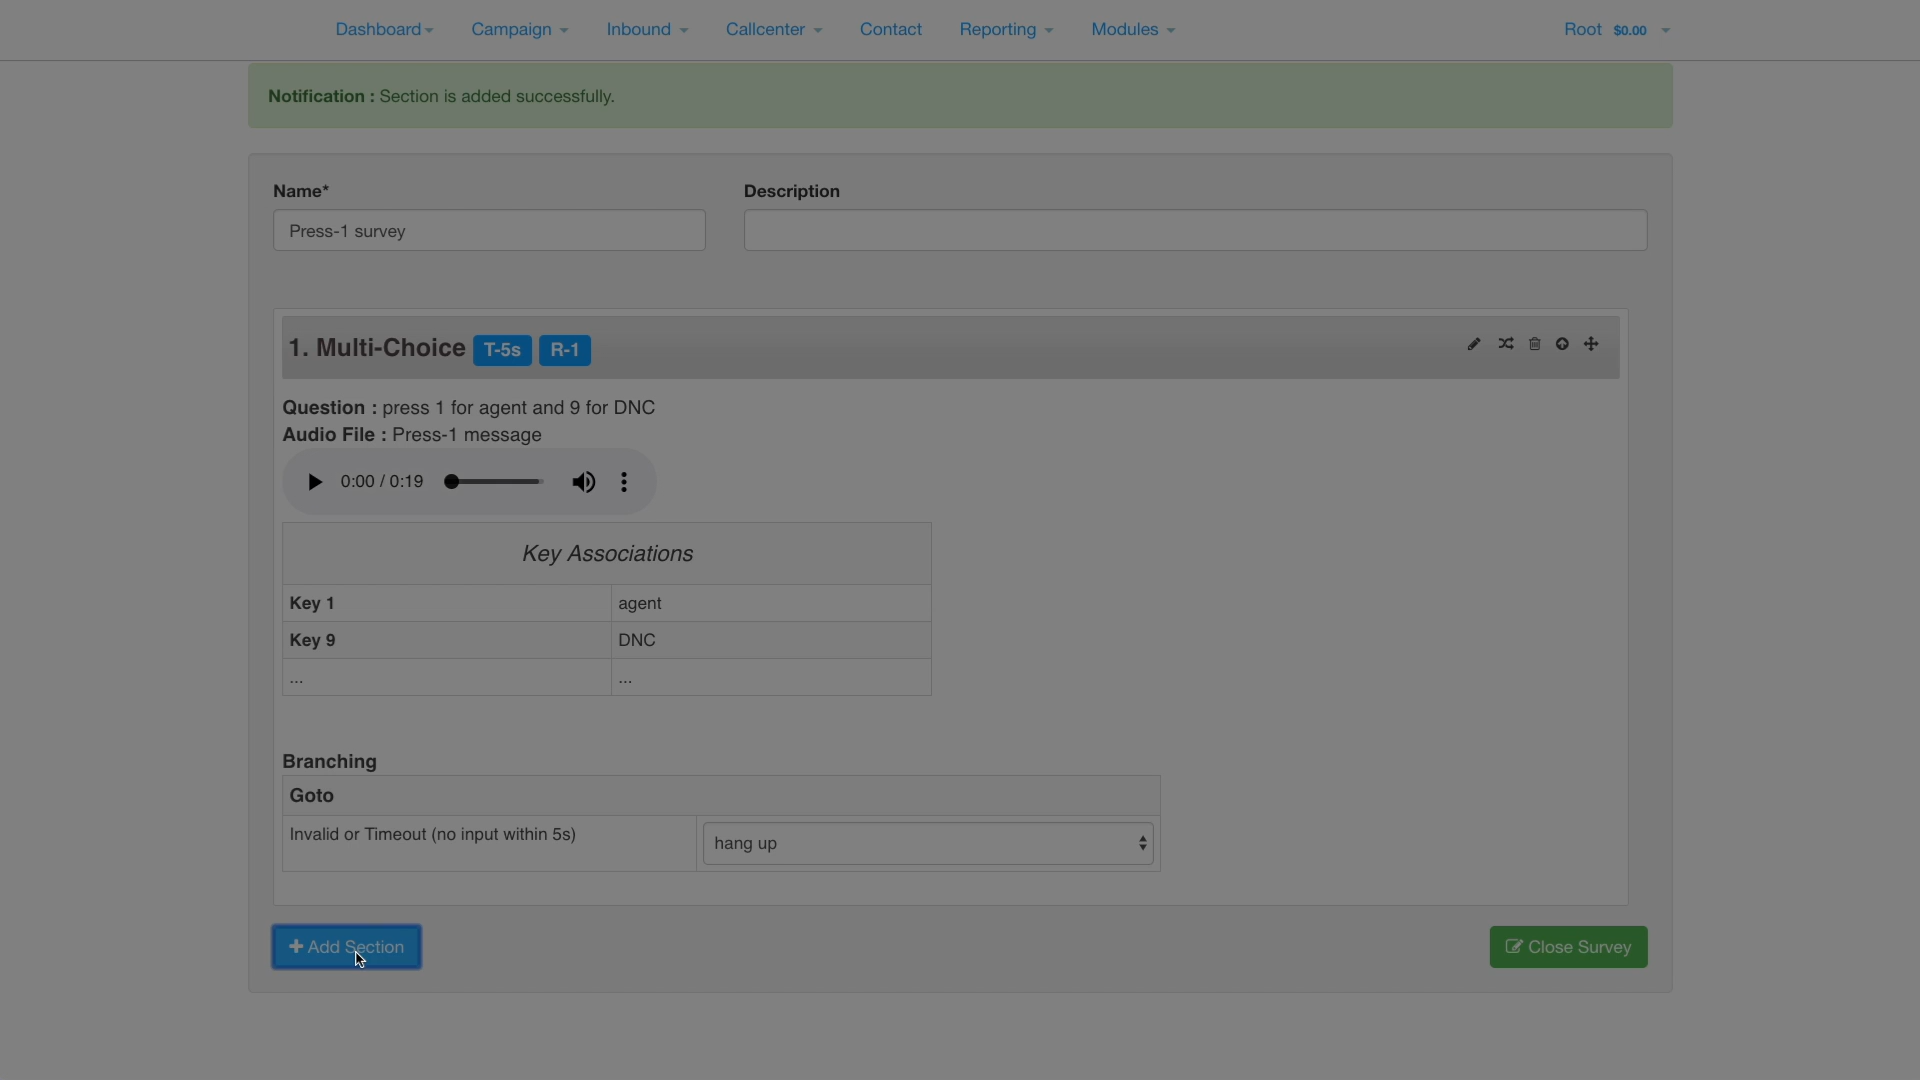 Dashboard Campaign Inbound Callcenter Contact Reporting Modules Root $0.00
Notification : Section is added successfully.
Name* Description
Press-1 survey
1. Multi-Choice T-5s R-1
Question : press 1 for agent and 9 for DNC
Audio File : Press-1 message
0:00 / 0:19
Key Associations
Key 1 agent
Key 9 DNC
... ...
Branching
Goto
Invalid or Timeout (no input within 5s) hang up
Add Section Close Survey